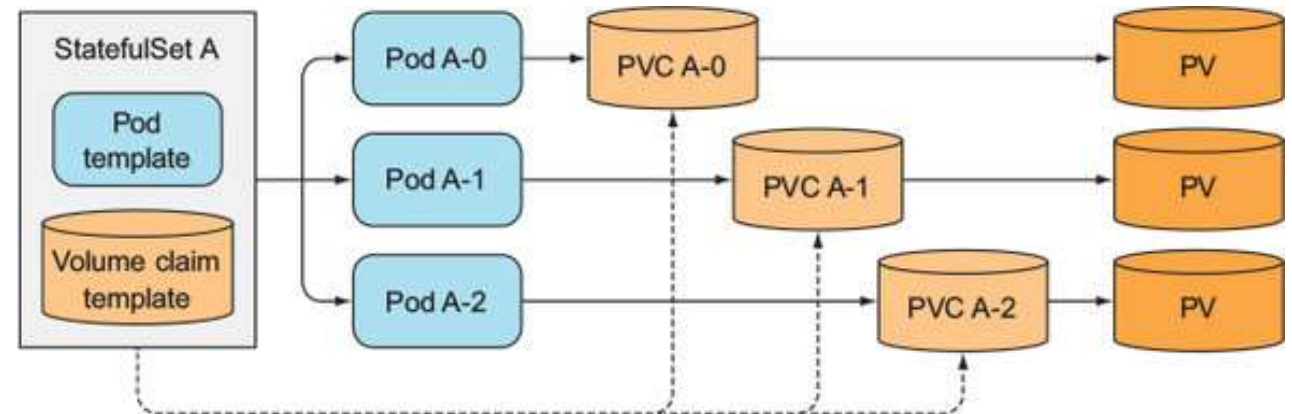 StatefulSet A
Pod
template
Volume claim
template
Pod A-0
PVC A-0
PV
Pod A-1
PVC A-1
PV
Pod A-2
PVC A-2
PV